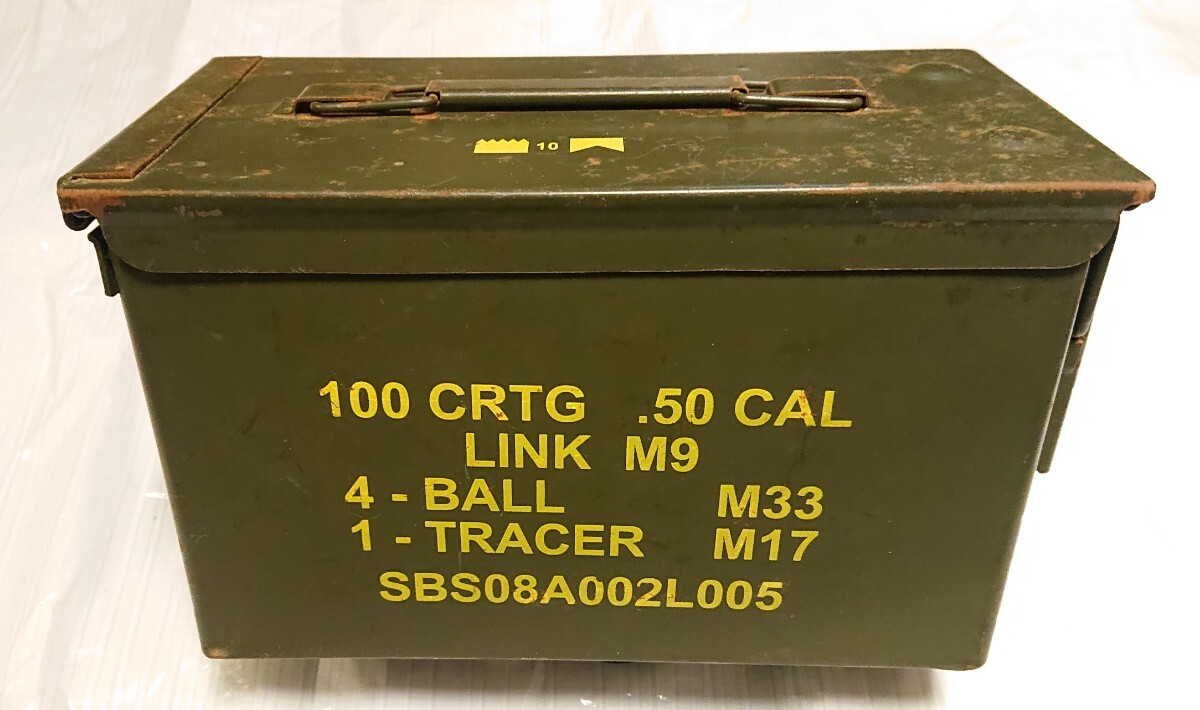 10
100 CRTG .50 CAL
LINK M9
4 - BALL M33
1 - TRACER M17
SBS08A002L005